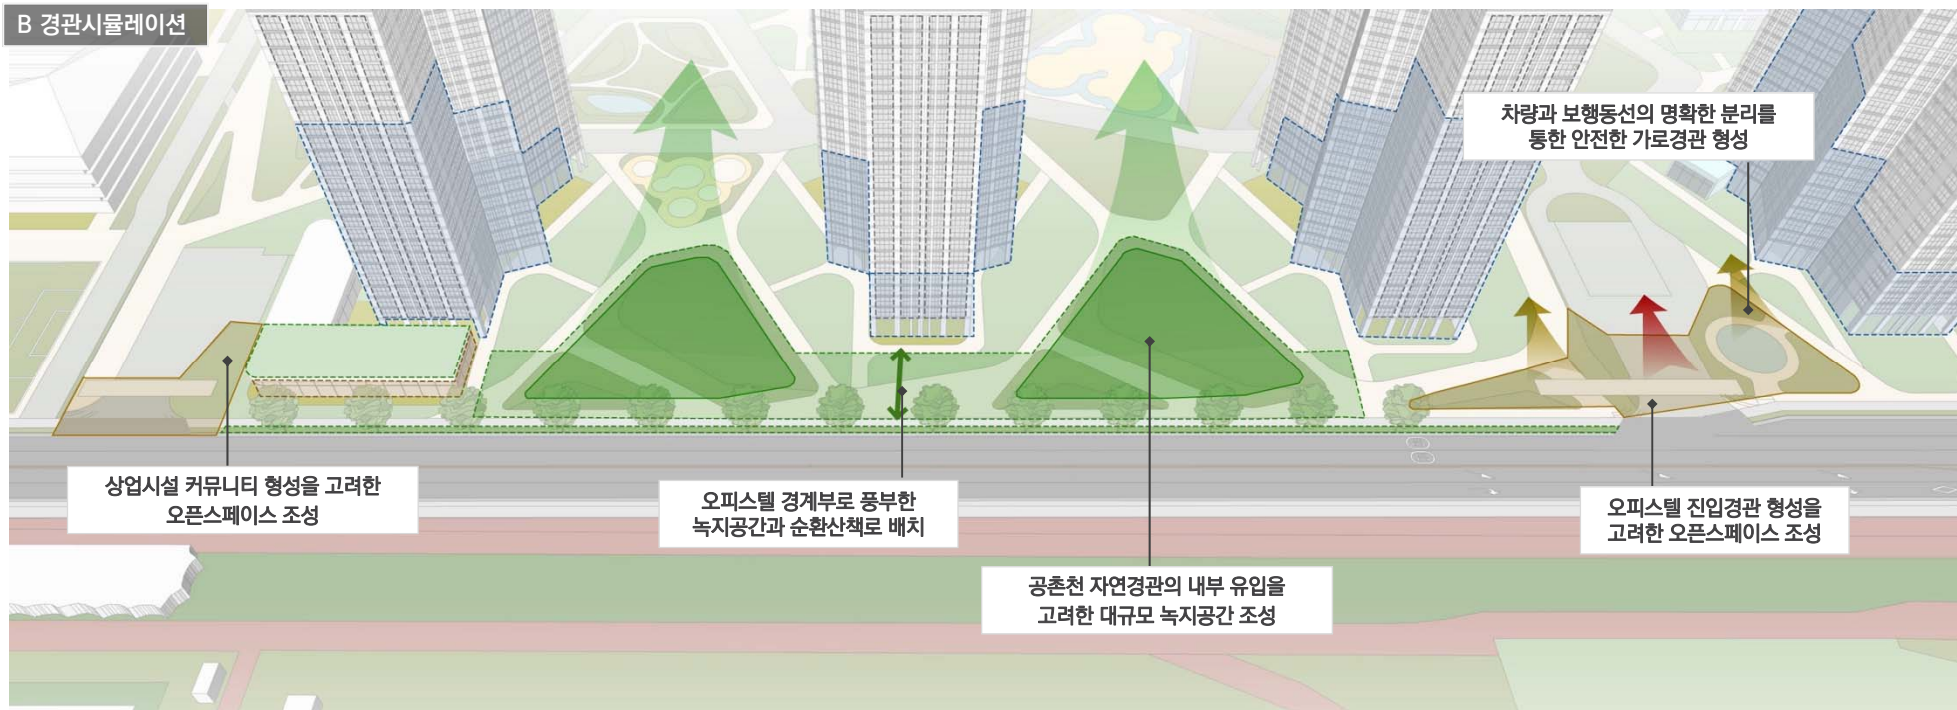 B 경관시뮬레이션
차량과 보행동선의 명확한 분리를
통한 안전한 가로경관 형성
상업시설 커뮤니티 형성을 고려한
오픈스페이스 조성
오피스텔 경계부로 풍부한
녹지공간과 순환산책로 배치
공촌천 자연경관의 내부 유입을
고려한 대규모 녹지공간 조성
오피스텔 진입경관 형성을
고려한 오픈스페이스 조성